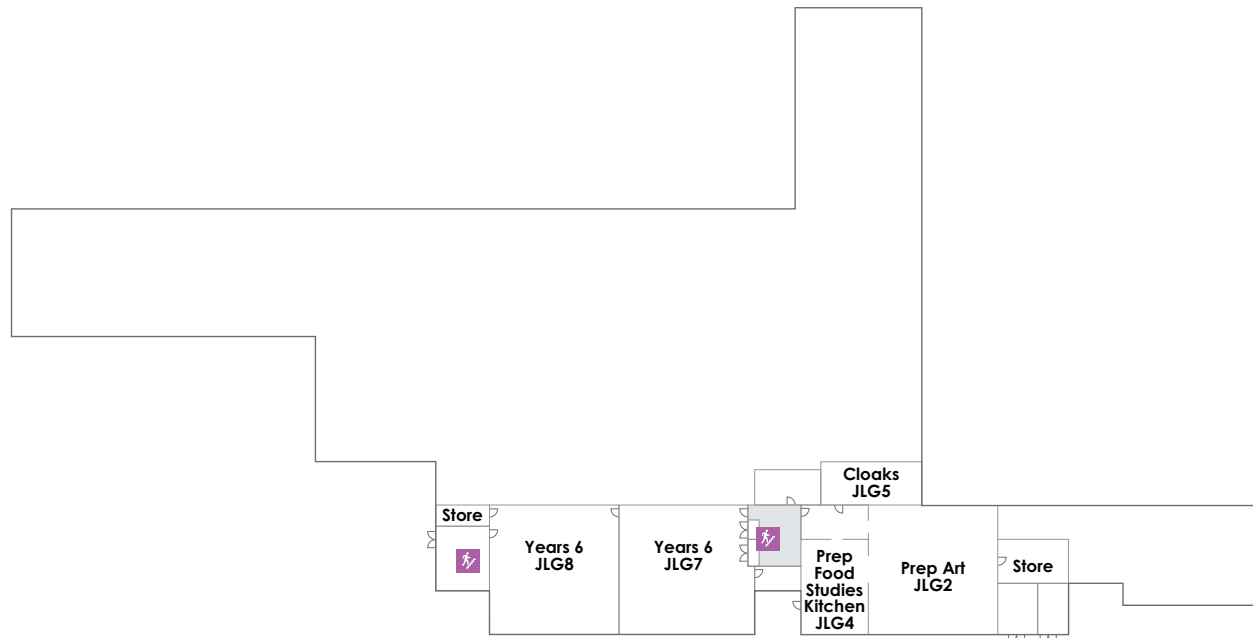 Cloaks
JLG5
Store
Years 6
JLG8
Years 6
JLG7
Prep
Food
Studies
Kitchen
JLG4
Prep Art
JLG2
Store